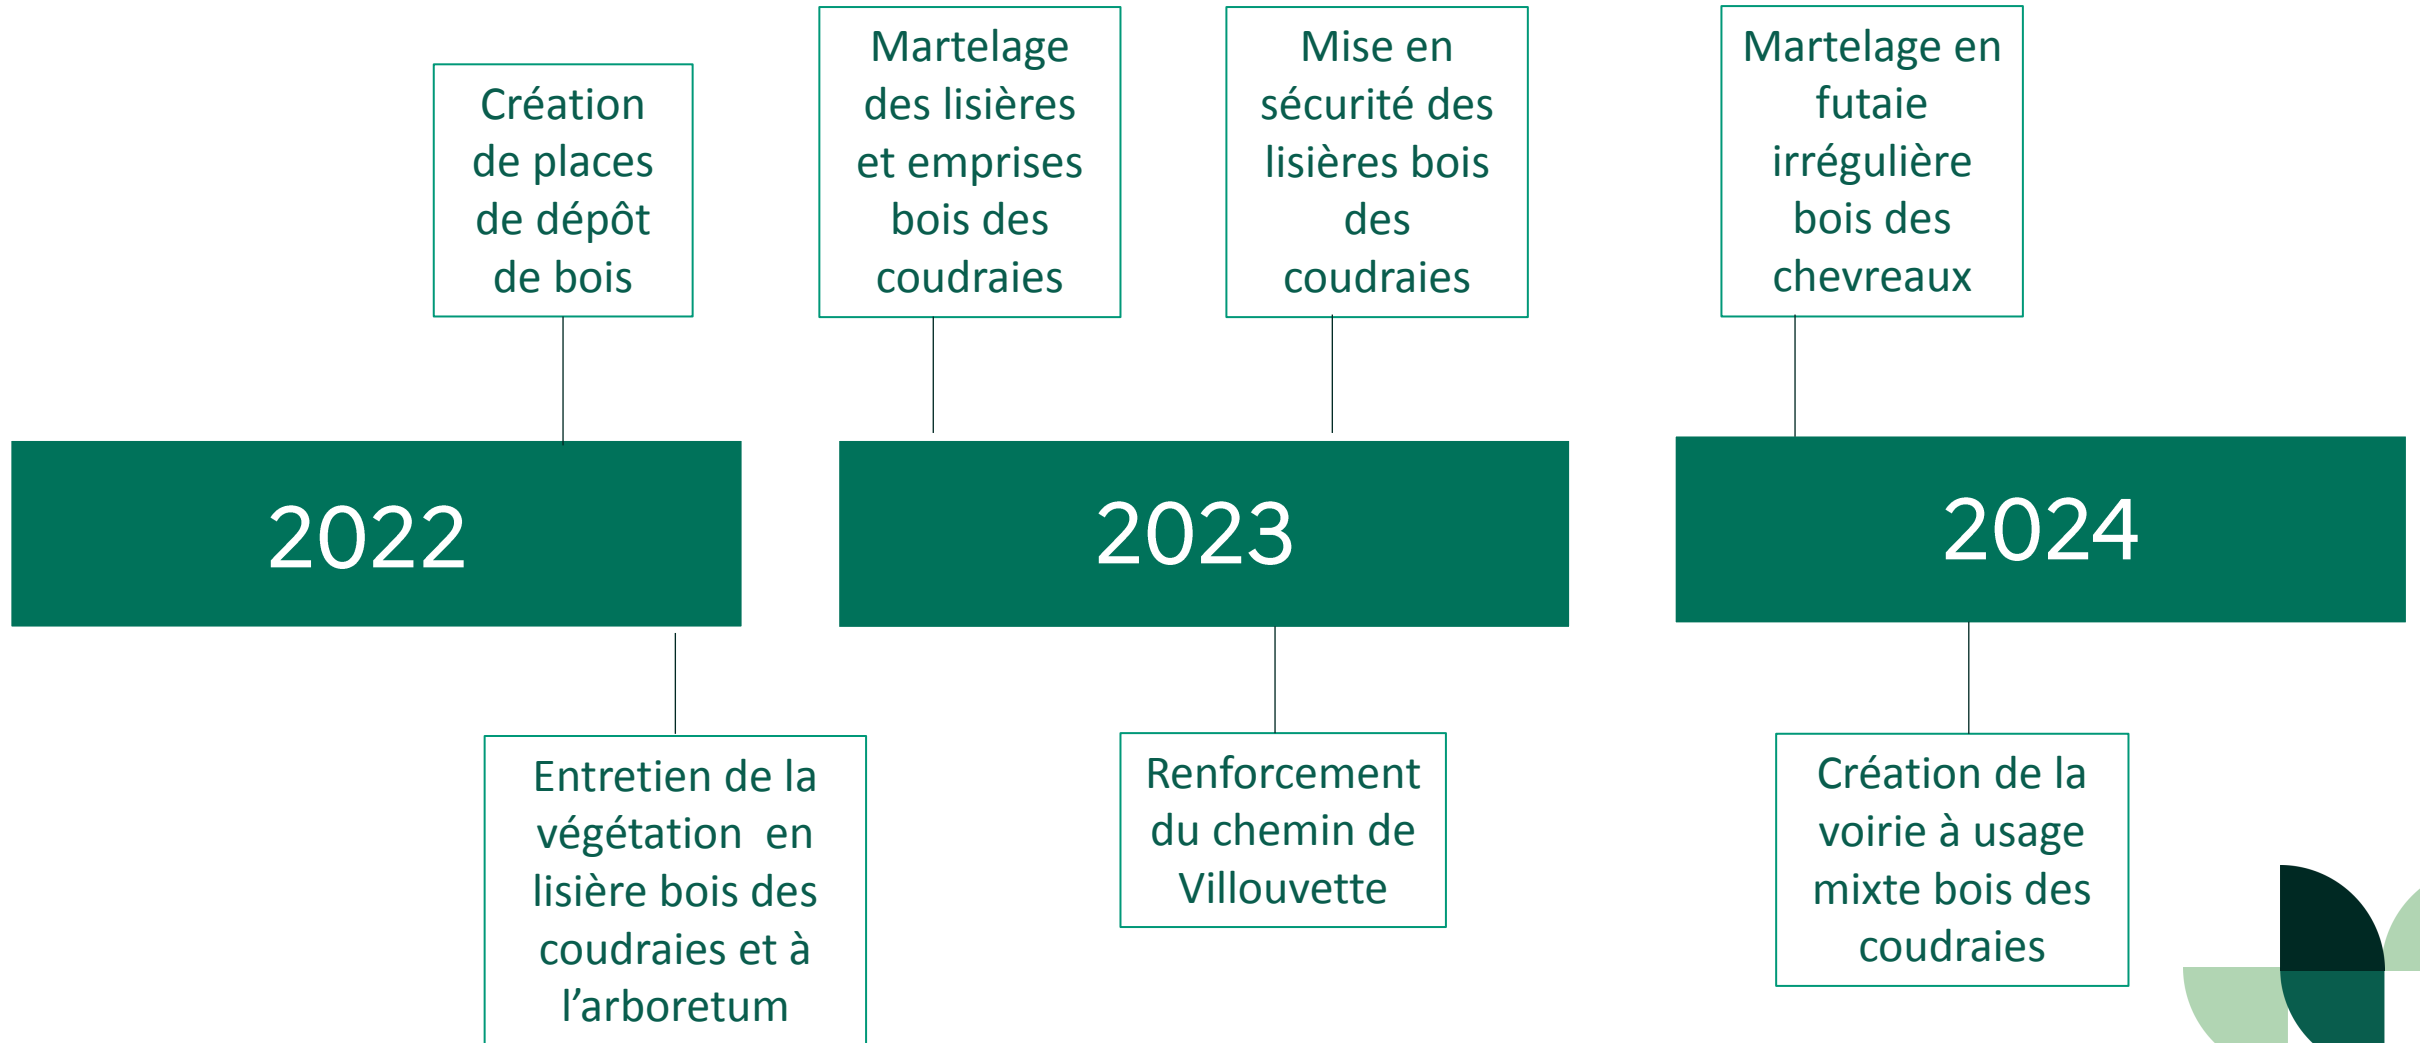 Création
de places
de dépôt
de bois
Martelage
des lisières
et emprises
bois des
coudraies
Mise en
sécurité des
lisières bois
des
coudraies
Martelage en
futaie
irrégulière
bois des
chevreaux
2022
2023
2024
Entretien de la
végétation  en
lisière bois des
coudraies et à
l’arboretum
Renforcement
du chemin de
Villouvette
Création de la
voirie à usage
mixte bois des
coudraies